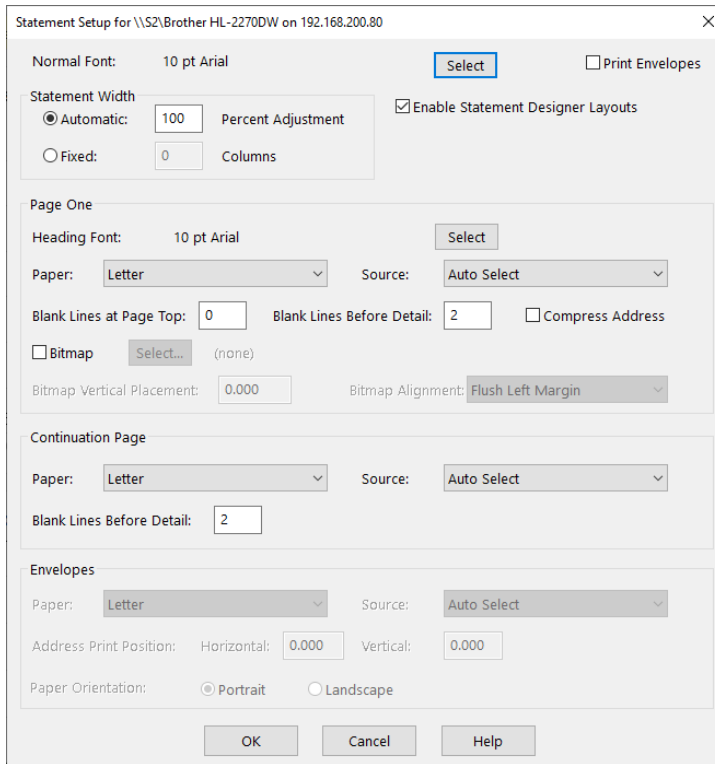 Statement Setup for \\S2\Brother HL-2270DW on 192.168.200.80
Normal Font: 10 pt Arial Select Print Envelopes
Statement Width
Enable Statement Designer Layouts
Automatic: 100 Percent Adjustment
Fixed: 0 Columns
Page One
Heading Font: 10 pt Arial Select
Paper: Letter Source: Auto Select
Blank Lines at Page Top: 0 Blank Lines Before Detail: 2 Compress Address
Bitmap Select... (none)
Bitmap Vertical Placement: 0.000 Bitmap Alignment: Flush Left Margin
Continuation Page
Paper: Letter Source: Auto Select
Blank Lines Before Detail: 2
Envelopes
Paper: Letter Source: Auto Select
Address Print Position: Horizontal: 0.000 Vertical: 0.000
Paper Orientation: Portrait Landscape
OK Cancel Help